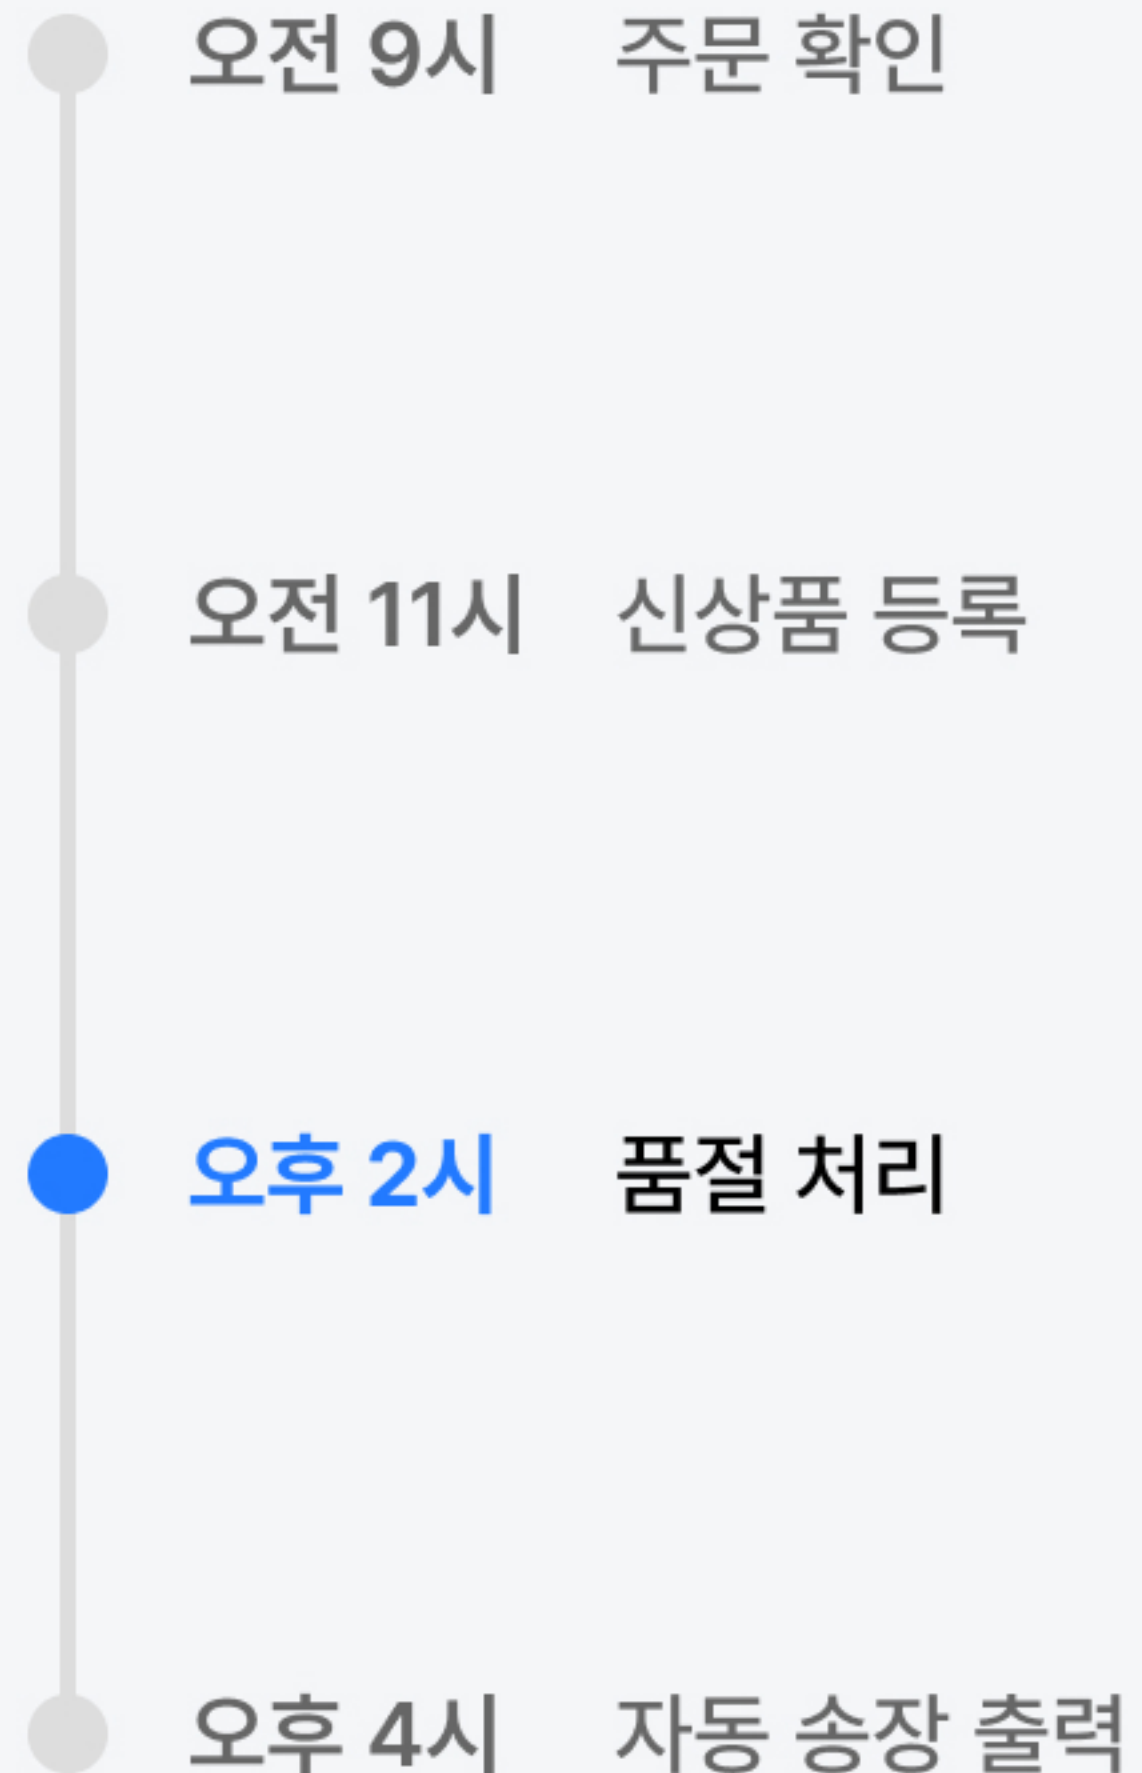 오전 9시 주문 확인
오전 11시 신상품 등록
오후 2시 품절 처리
오후 4시 자동 송장 출력